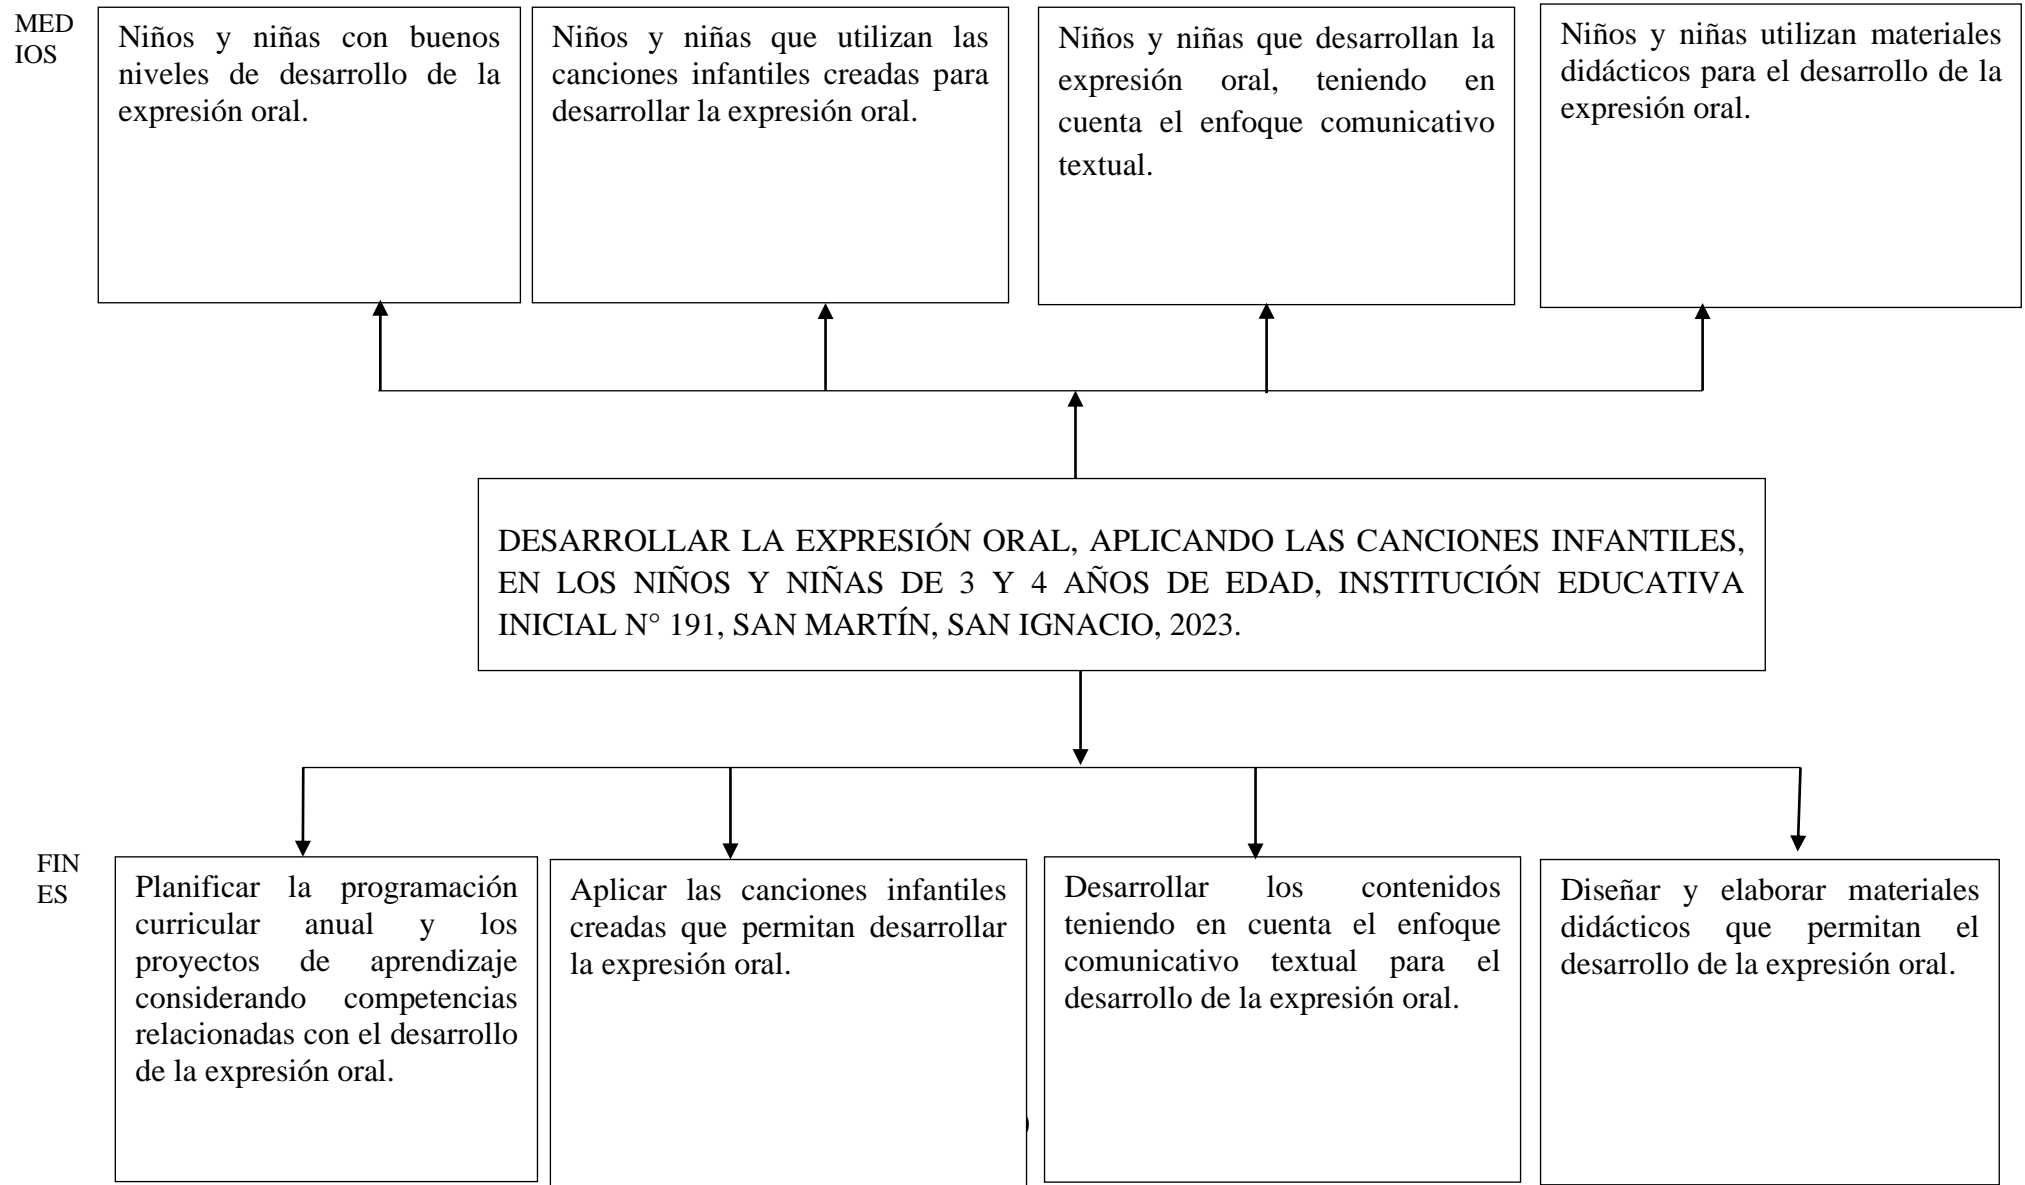 MED
IOS
Niños y niñas con buenos
niveles de desarrollo de la
expresión oral.
Niños y niñas que utilizan las
canciones infantiles creadas para
desarrollar la expresión oral.
Niños y niñas que desarrollan la
expresión oral, teniendo en
cuenta el enfoque comunicativo
textual.
Niños y niñas utilizan materiales
didácticos para el desarrollo de la
expresión oral.
DESARROLLAR LA EXPRESIÓN ORAL, APLICANDO LAS CANCIONES INFANTILES,
EN LOS NIÑOS Y NIÑAS DE 3 Y 4 AÑOS DE EDAD, INSTITUCIÓN EDUCATIVA
INICIAL N° 191, SAN MARTÍN, SAN IGNACIO, 2023.
FIN
ES
Planificar la programación
curricular anual y los
proyectos de aprendizaje
considerando competencias
relacionadas con el desarrollo
de la expresión oral.
Aplicar las canciones infantiles
creadas que permitan desarrollar
la expresión oral.
Desarrollar los contenidos
teniendo en cuenta el enfoque
comunicativo textual para el
desarrollo de la expresión oral.
Diseñar y elaborar materiales
didácticos que permitan el
desarrollo de la expresión oral.